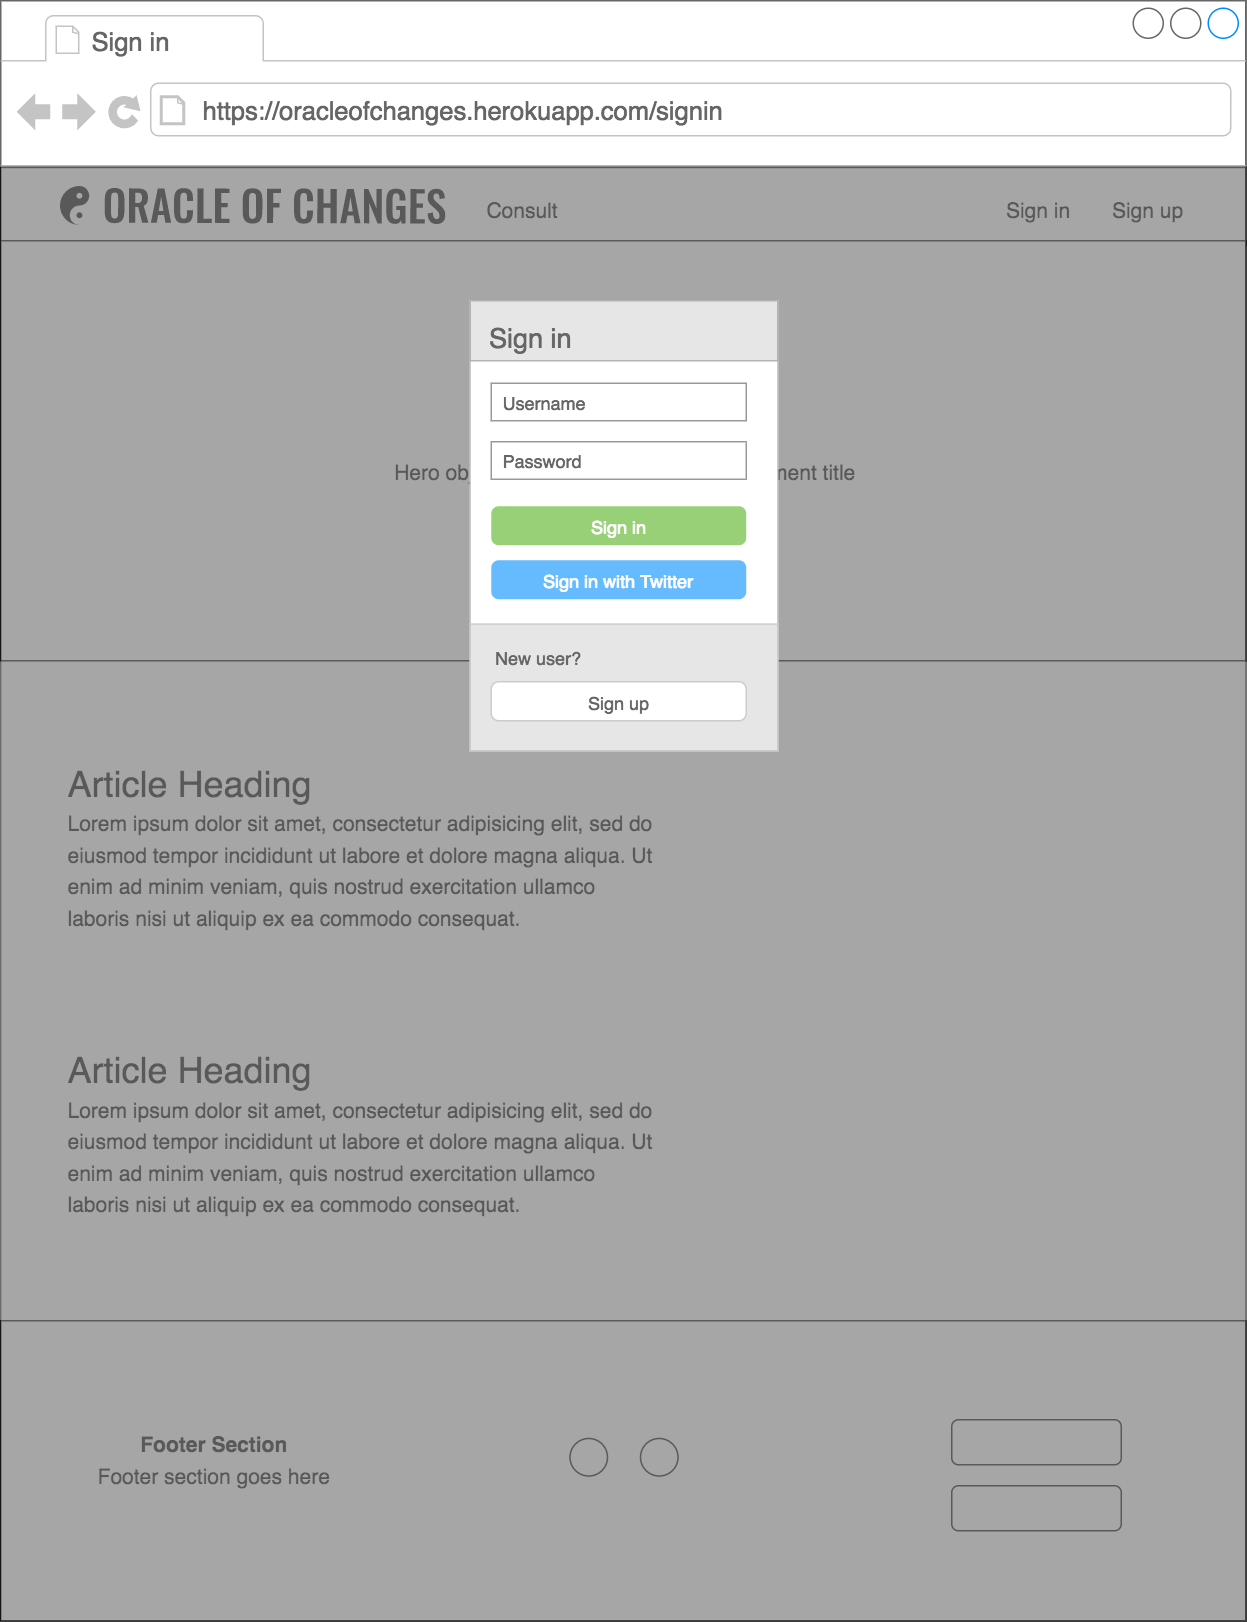 Sign in
https://oracleofchanges.herokuapp.com/signin
ORACLE OF CHANGES Consult Sign in Sign up
Sign in
Username
Password
Hero ment title
Sign in
Sign in with Twitter
New user?
Sign up
Article Heading
Lorem ipsum dolor sit amet, consectetur adipisicing elit, sed do
eiusmod tempor incididunt ut labore et dolore magna aliqua. Ut
enim ad minim veniam, quis nostrud exercitation ullamco
laboris nisi ut aliquip ex ea commodo consequat.
Article Heading
Lorem ipsum dolor sit amet, consectetur adipisicing elit, sed do
eiusmod tempor incididunt ut labore et dolore magna aliqua. Ut
enim ad minim veniam, quis nostrud exercitation ullamco
laboris nisi ut aliquip ex ea commodo consequat.
Footer Section
Footer section goes here